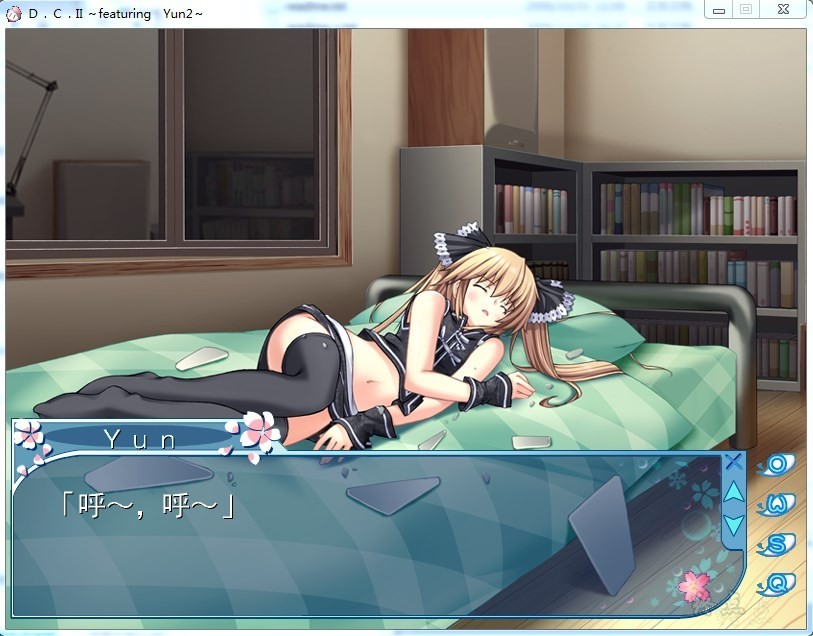 D．C．Ⅱ ～featuring　Yun2～
Yun
「呼～，呼～」
O
W
S
Q